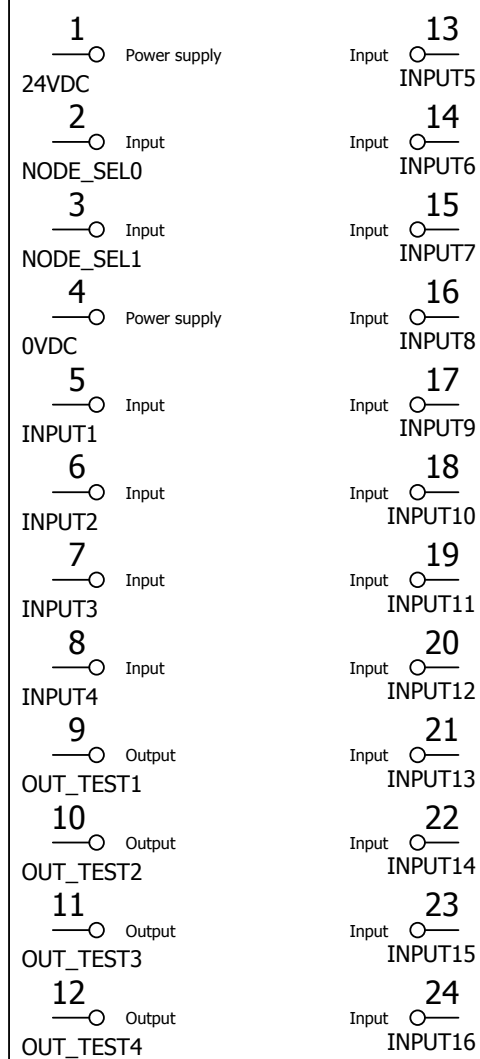 1
Power supply
24VDC
2
Input
NODE_SEL0
3
Input
NODE_SEL1
4
Power supply
0VDC
5
Input
INPUT1
6
Input
INPUT2
7
Input
INPUT3
8
Input
INPUT4
9
Output
OUT_TEST1
10
Output
OUT_TEST2
11
Output
OUT_TEST3
12
Output
OUT_TEST4
13
Input
INPUT5
14
Input
INPUT6
15
Input
INPUT7
16
Input
INPUT8
17
Input
INPUT9
18
Input
INPUT10
19
Input
INPUT11
20
Input
INPUT12
21
Input
INPUT13
22
Input
INPUT14
23
Input
INPUT15
24
Input
INPUT16